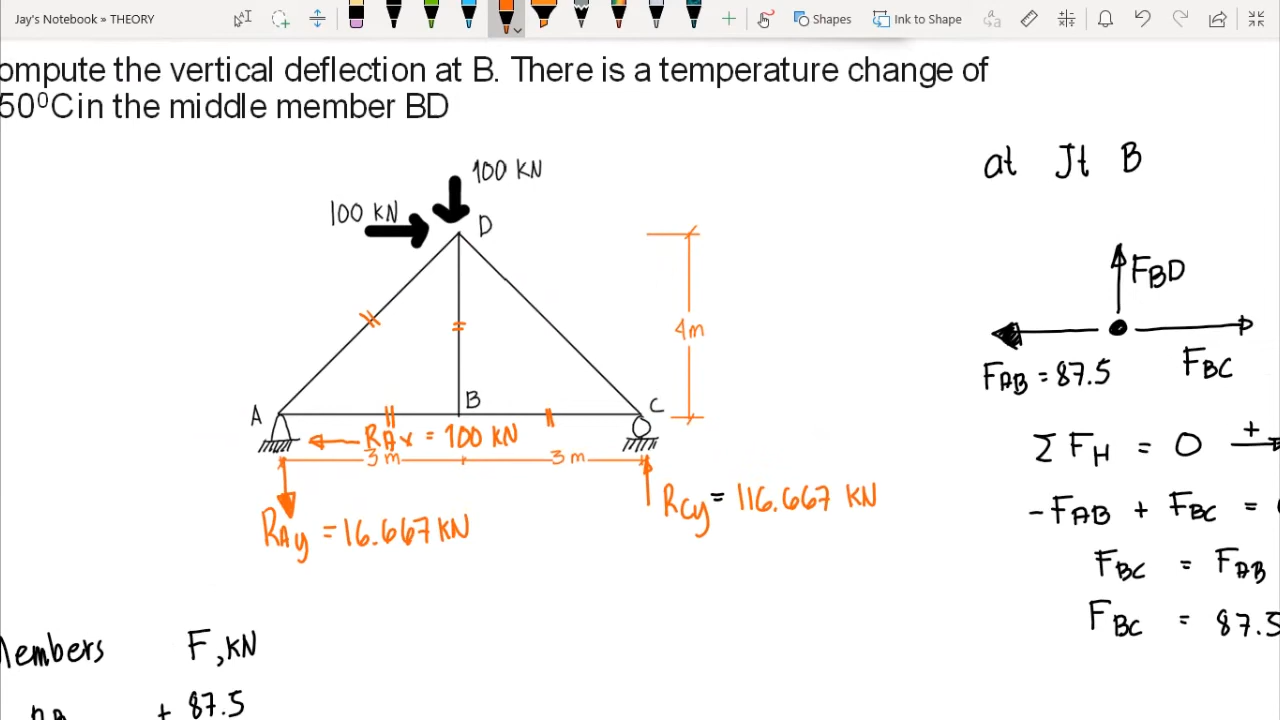 Jay's Notebook » THEORY
Shapes
Ink to Shape
ompute the vertical deflection at B. There is a temperature change of
50⁰C in the middle member BD
100 KN
100 KN
D
4m
A
B
C
RAx = 100 KN
3 m
3 m
RAy = 16.667 KN
RCy = 116.667 KN
at Jt B
FBD
FAB = 87.5
FBC
Σ FH = 0 +
-FAB + FBC =
FBC = FAB
FBC = 87.5
Members F, KN
+ 87.5